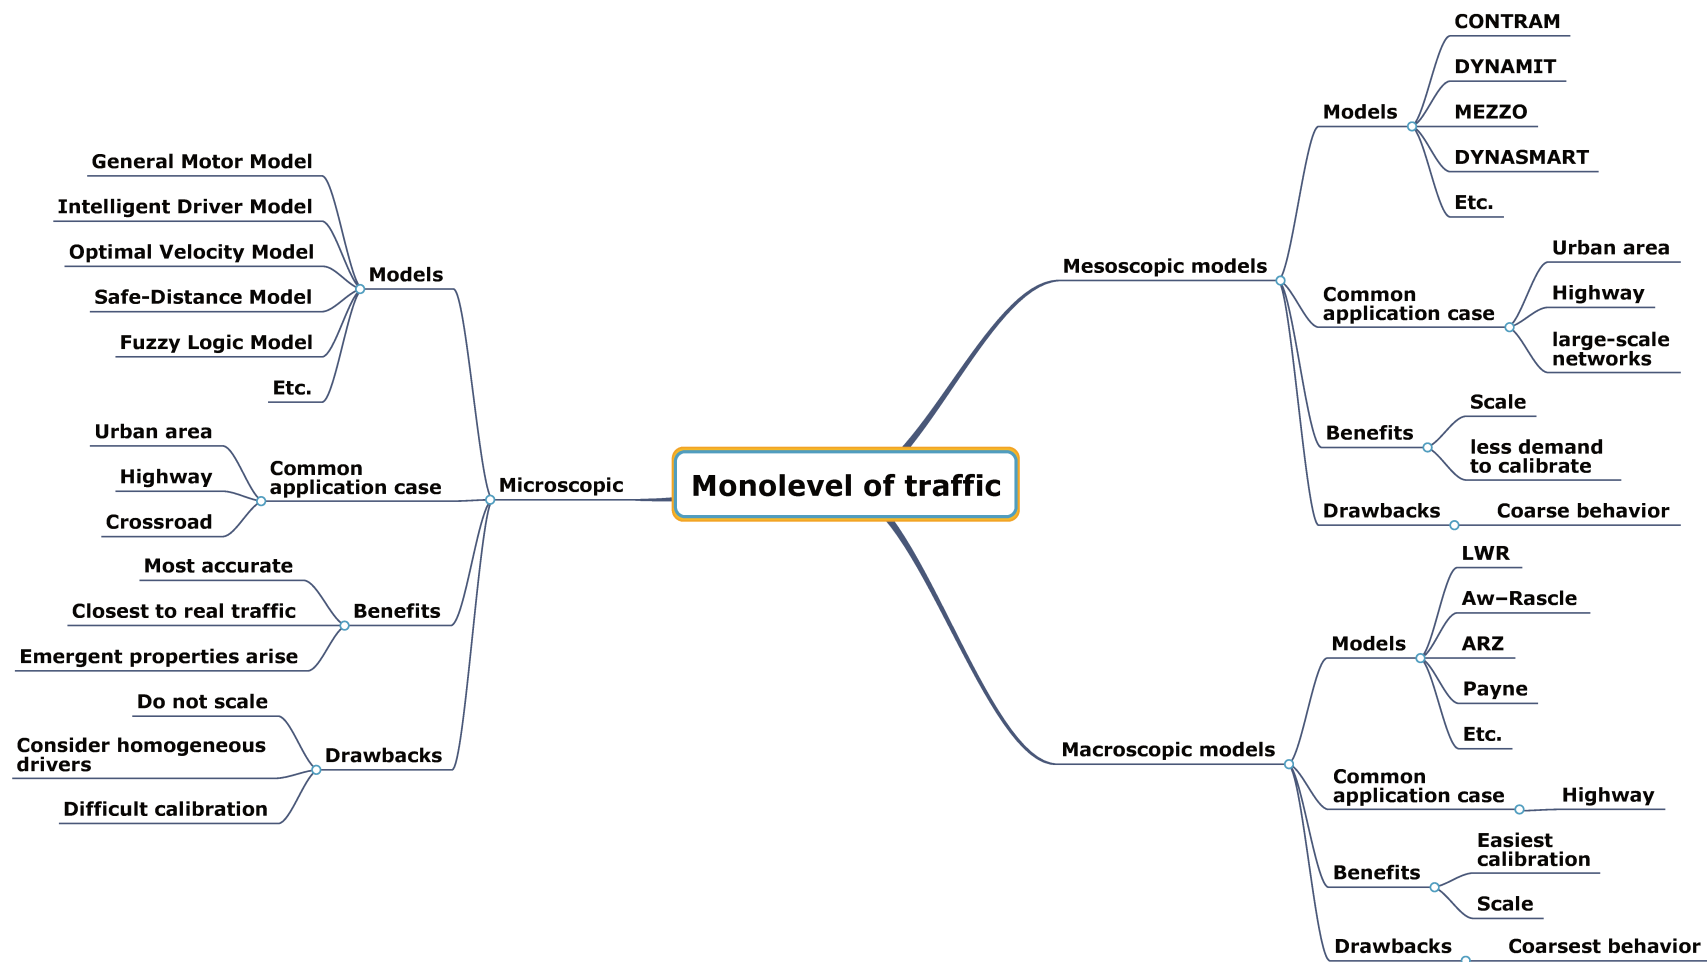 Monolevel of traffic
Microscopic
Models
General Motor Model
Intelligent Driver Model
Optimal Velocity Model
Safe-Distance Model
Fuzzy Logic Model
Etc.
Common
application case
Urban area
Highway
Crossroad
Benefits
Most accurate
Closest to real traffic
Emergent properties arise
Drawbacks
Do not scale
Consider homogeneous
drivers
Difficult calibration
Mesoscopic models
Models
CONTRAM
DYNAMIT
MEZZO
DYNASMART
Etc.
Common
application case
Urban area
Highway
large-scale
networks
Benefits
Scale
less demand
to calibrate
Drawbacks
Coarse behavior
Macroscopic models
Models
LWR
Aw–Rascle
ARZ
Payne
Etc.
Common
application case
Highway
Benefits
Easiest
calibration
Scale
Drawbacks
Coarsest behavior